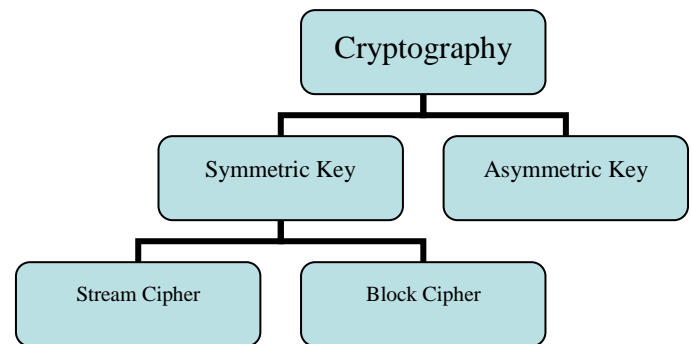 Cryptography
Symmetric Key
Asymmetric Key
Stream Cipher
Block Cipher